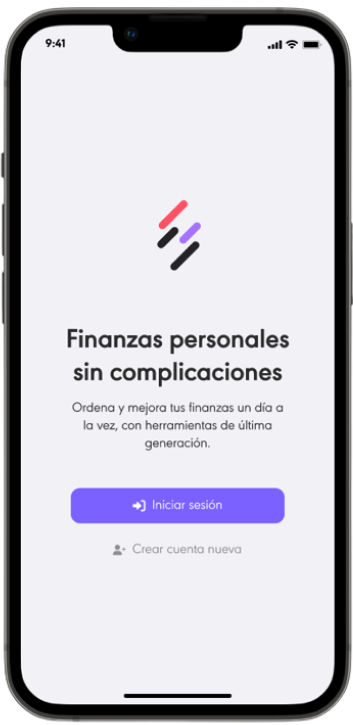 9:41
Finanzas personales
sin complicaciones
Ordena y mejora tus finanzas un día a
la vez, con herramientas de última
generación.
Iniciar sesión
Crear cuenta nueva